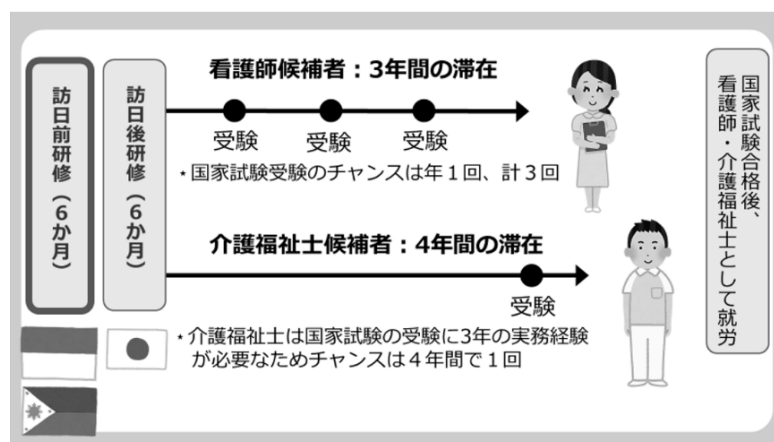 訪日前研修（6か月）
訪日後研修（6か月）
看護師候補者：3年間の滞在
受験
受験
受験
⋆国家試験受験のチャンスは年１回、計３回
介護福祉士候補者：4年間の滞在
受験
⋆介護福祉士は国家試験の受験に3年の実務経験
が必要なためチャンスは４年間で１回
国家試験合格後、
看護師・介護福祉士として就労